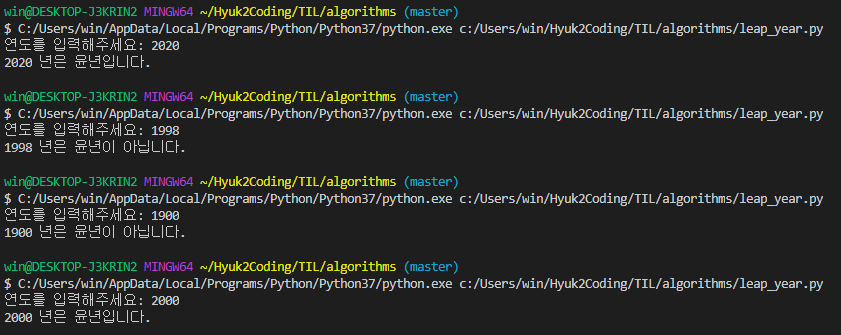 win@DESKTOP-J3KRIN2 MINGW64 ~/Hyuk2Coding/TIL/algorithms (master)
$ C:/Users/win/AppData/Local/Programs/Python/Python37/python.exe c:/Users/win/Hyuk2Coding/TIL/algorithms/leap_year.py
연도를 입력해주세요: 2020
2020 년은 윤년입니다.
win@DESKTOP-J3KRIN2 MINGW64 ~/Hyuk2Coding/TIL/algorithms (master)
$ C:/Users/win/AppData/Local/Programs/Python/Python37/python.exe c:/Users/win/Hyuk2Coding/TIL/algorithms/leap_year.py
연도를 입력해주세요: 1998
1998 년은 윤년이 아닙니다.
win@DESKTOP-J3KRIN2 MINGW64 ~/Hyuk2Coding/TIL/algorithms (master)
$ C:/Users/win/AppData/Local/Programs/Python/Python37/python.exe c:/Users/win/Hyuk2Coding/TIL/algorithms/leap_year.py
연도를 입력해주세요: 1900
1900 년은 윤년이 아닙니다.
win@DESKTOP-J3KRIN2 MINGW64 ~/Hyuk2Coding/TIL/algorithms (master)
$ C:/Users/win/AppData/Local/Programs/Python/Python37/python.exe c:/Users/win/Hyuk2Coding/TIL/algorithms/leap_year.py
연도를 입력해주세요: 2000
2000 년은 윤년입니다.